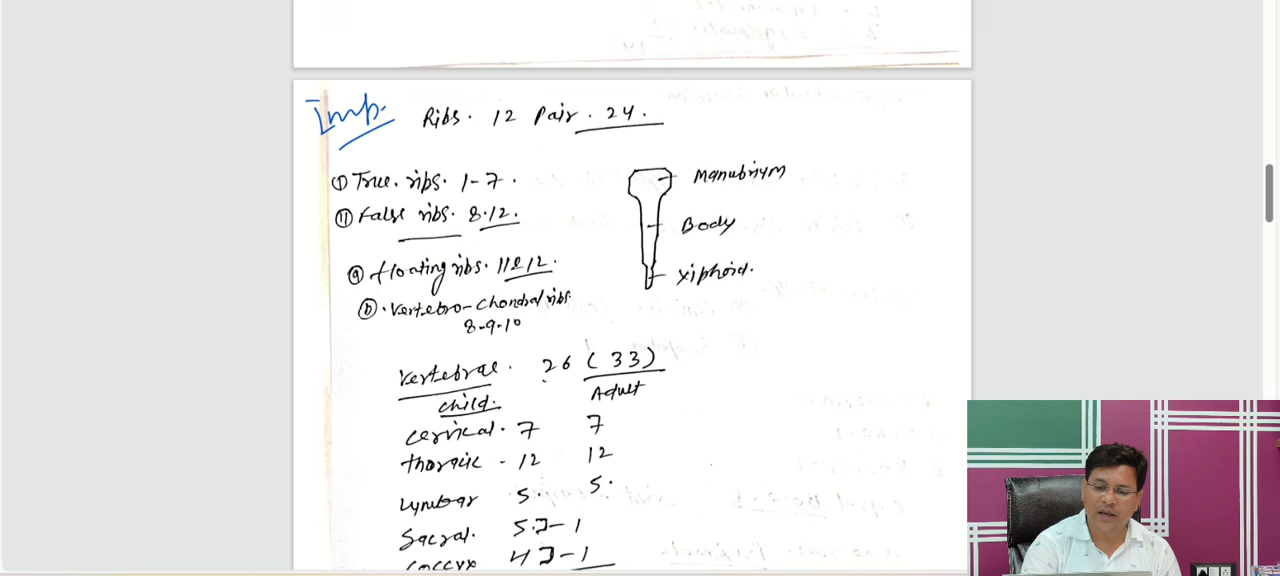 Imp.
Ribs. 12 Pair. 24.
① True. ribs. 1-7.
Manubrium
⑪ False ribs. 8.12.
Body
ⓐ floating ribs. 11&12.
Xiphoid.
ⓑ. Vertebro-chondral ribs.
8-9-10
Vertebrae. 26 (33)
child. Adult
cervical. 7 7
thoracic - 12 12
Lumbar 5. 5.
Sacral. 5.]- 1
coccyx 4]-1